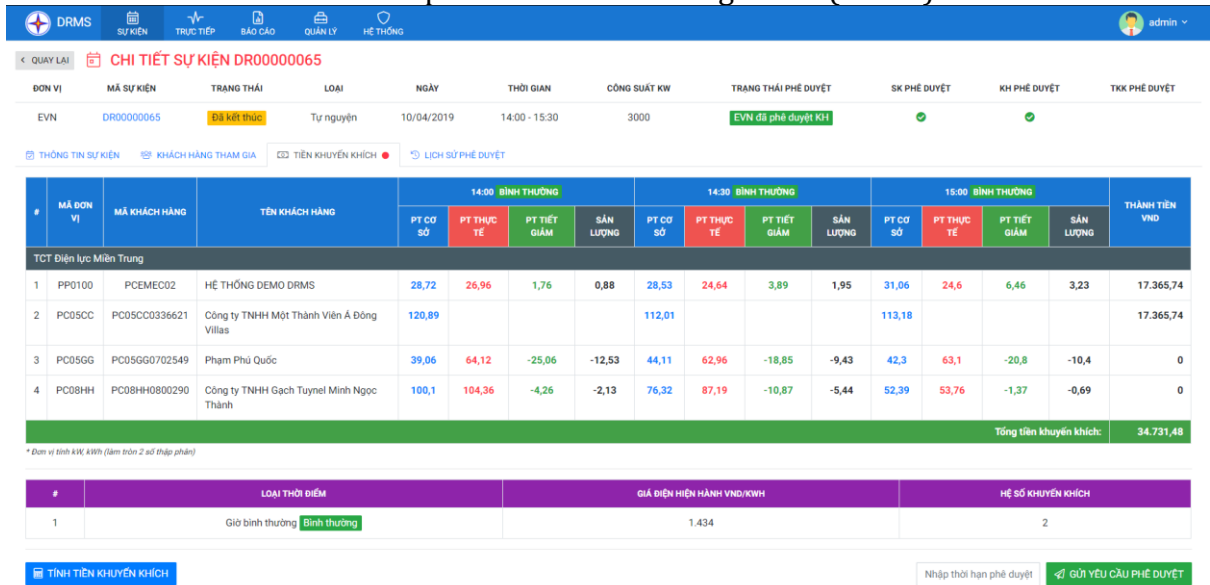 DRMS SỰ KIỆN TRỰC TIẾP BÁO CÁO QUẢN LÝ HỆ THỐNG admin
QUAY LẠI CHI TIẾT SỰ KIỆN DR00000065
ĐƠN VỊ MÃ SỰ KIỆN TRẠNG THÁI LOẠI NGÀY THỜI GIAN CÔNG SUẤT KW TRẠNG THÁI PHÊ DUYỆT SK PHÊ DUYỆT KH PHÊ DUYỆT TKK PHÊ DUYỆT
EVN DR00000065 Đã kết thúc Tự nguyện 10/04/2019 14:00 - 15:30 3000 EVN đã phê duyệt KH
THÔNG TIN SỰ KIỆN KHÁCH HÀNG THAM GIA TIỀN KHUYẾN KHÍCH LỊCH SỬ PHÊ DUYỆT
# MÃ ĐƠN VỊ MÃ KHÁCH HÀNG TÊN KHÁCH HÀNG 14:00 BÌNH THƯỜNG 14:30 BÌNH THƯỜNG 15:00 BÌNH THƯỜNG THÀNH TIỀN VND
PT CƠ SỞ PT THỰC TẾ PT TIẾT GIẢM SẢN LƯỢNG PT CƠ SỞ PT THỰC TẾ PT TIẾT GIẢM SẢN LƯỢNG PT CƠ SỞ PT THỰC TẾ PT TIẾT GIẢM SẢN LƯỢNG
TCT Điện lực Miền Trung
1 PP0100 PCEMEC02 HỆ THỐNG DEMO DRMS 28,72 26,96 1,76 0,88 28,53 24,64 3,89 1,95 31,06 24,6 6,46 3,23 17.365,74
2 PC05CC PC05CC0336621 Công ty TNHH Một Thành Viên Á Đông 120,89 112,01 113,18 17.365,74
Villas
3 PC05GG PC05GG0702549 Phạm Phú Quốc 39,06 64,12 -25,06 -12,53 44,11 62,96 -18,85 -9,43 42,3 63,1 -20,8 -10,4 0
4 PC08HH PC08HH0800290 Công ty TNHH Gạch Tuynel Minh Ngọc 100,1 104,36 -4,26 -2,13 76,32 87,19 -10,87 -5,44 52,39 53,76 -1,37 -0,69 0
Thành
Tổng tiền khuyến khích: 34.731,48
* Đơn vị tính kW, kWh (làm tròn 2 số thập phân)
# LOẠI THỜI ĐIỂM GIÁ ĐIỆN HIỆN HÀNH VND/KWH HỆ SỐ KHUYẾN KHÍCH
1 Giờ bình thường Bình thường 1.434 2
TÍNH TIỀN KHUYẾN KHÍCH Nhập thời hạn phê duyệt GỬI YÊU CẦU PHÊ DUYỆT